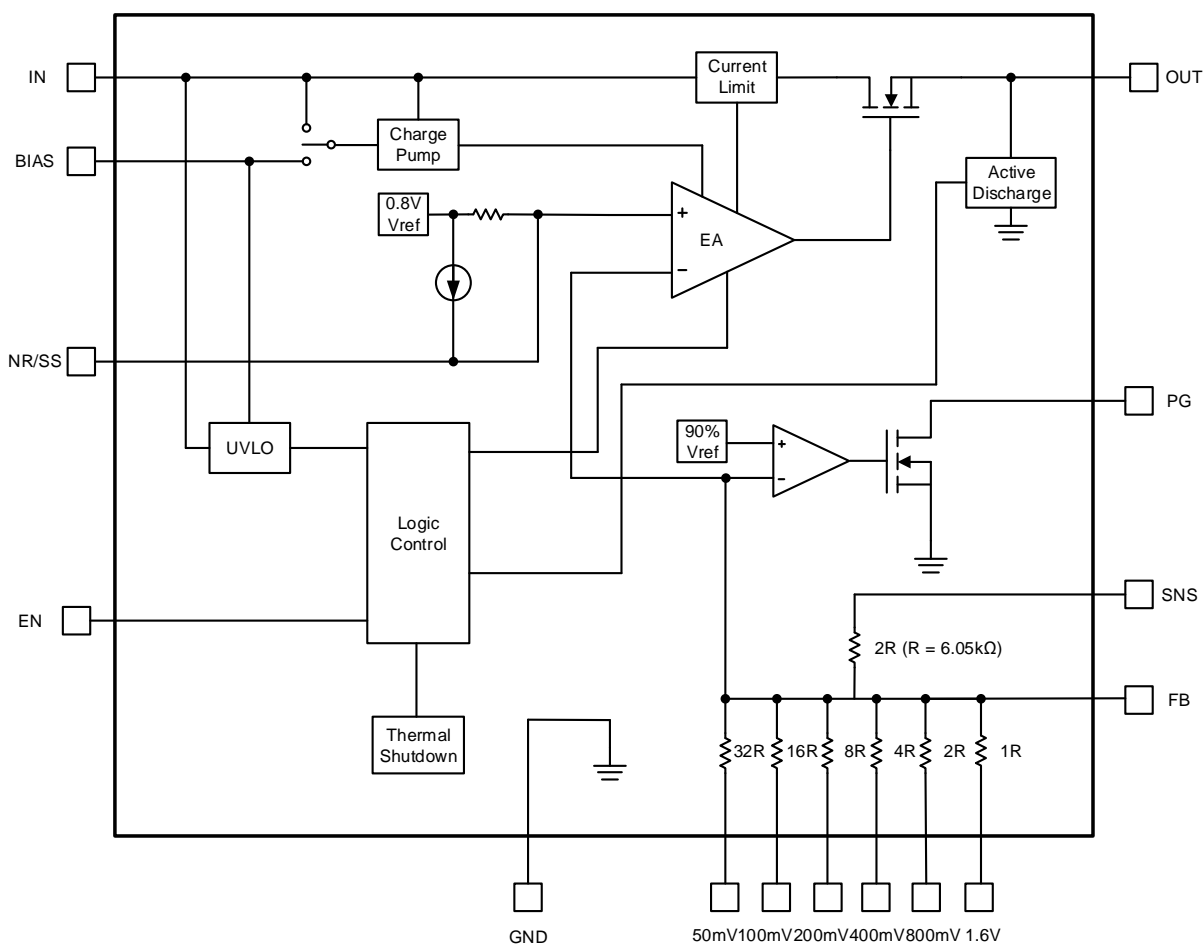 IN
Current
Limit
OUT
BIAS
Charge
Pump
Active
Discharge
0.8V
Vref
+
EA
−
NR/SS
PG
UVLO
90%
Vref
+
−
Logic
Control
SNS
EN
2R (R = 6.05kΩ)
FB
Thermal
Shutdown
32R 16R 8R 4R 2R 1R
GND
50mV 100mV 200mV 400mV 800mV 1.6V